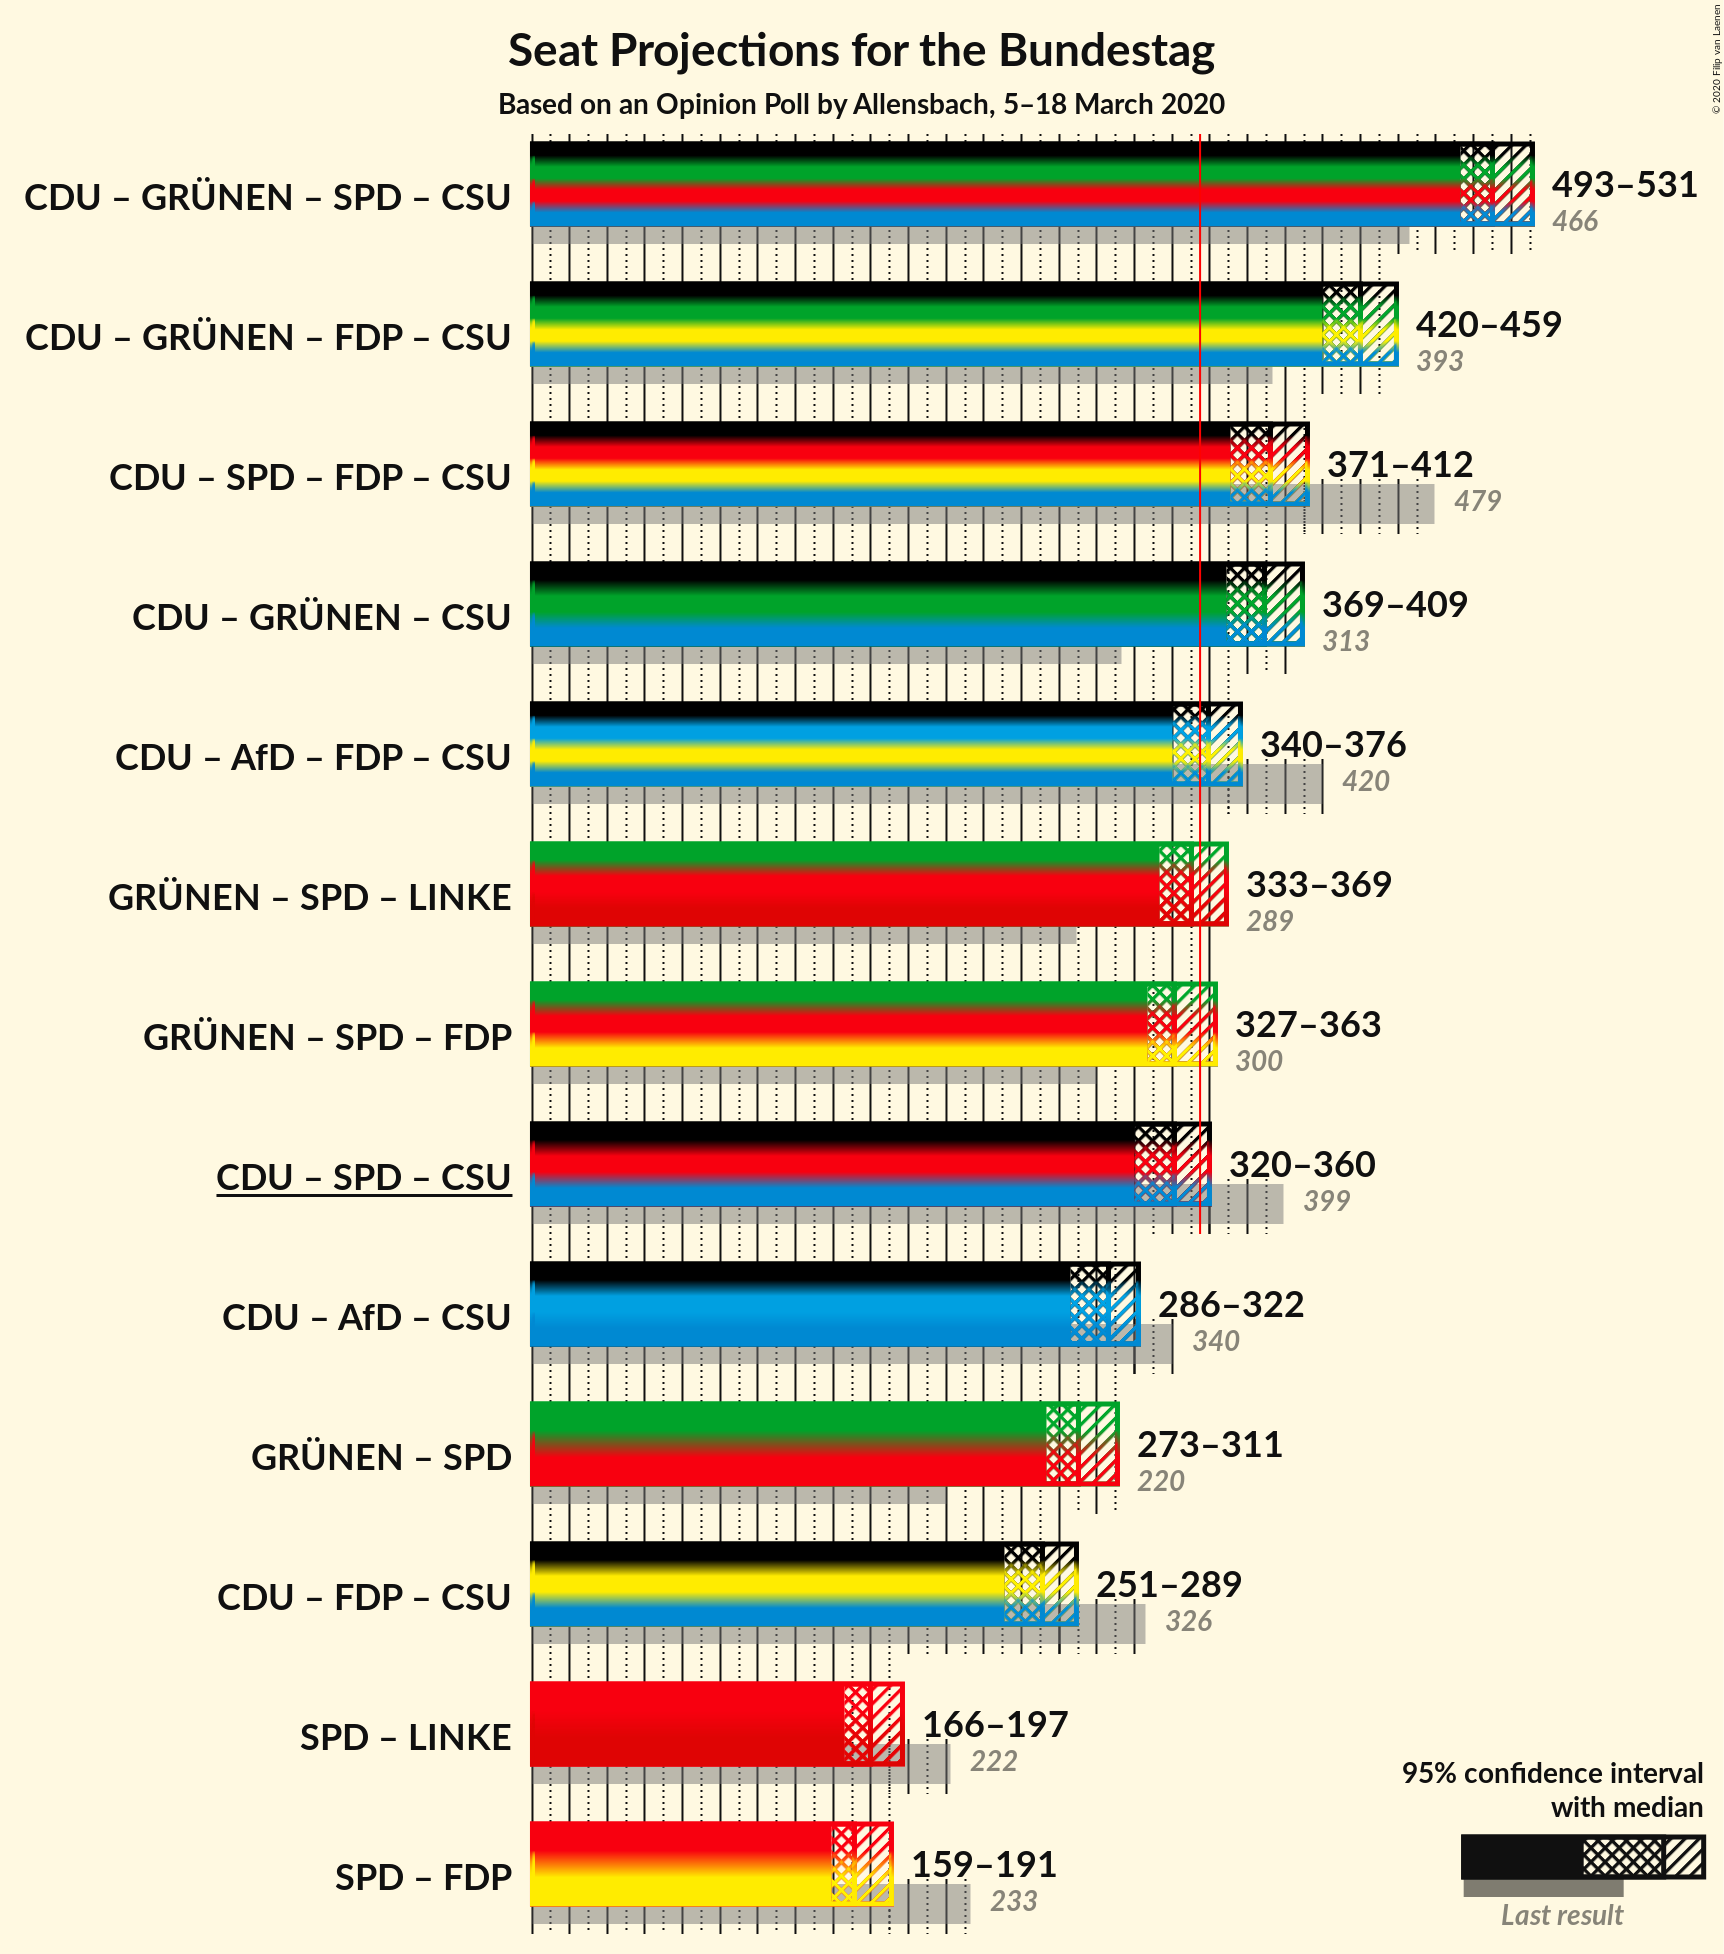 Seat Projections for the Bundestag
Based on an Opinion Poll by Allensbach, 5–18 March 2020
© 2020 Filip van Laenen
CDU – GRÜNEN – SPD – CSU
493–531
466
CDU – GRÜNEN – FDP – CSU
420–459
393
CDU – SPD – FDP – CSU
371–412
479
CDU – GRÜNEN – CSU
369–409
313
CDU – AfD – FDP – CSU
340–376
420
GRÜNEN – SPD – LINKE
333–369
289
GRÜNEN – SPD – FDP
327–363
300
CDU – SPD – CSU
320–360
399
CDU – AfD – CSU
286–322
340
GRÜNEN – SPD
273–311
220
CDU – FDP – CSU
251–289
326
SPD – LINKE
166–197
222
SPD – FDP
159–191
233
95% confidence interval
with median
Last result